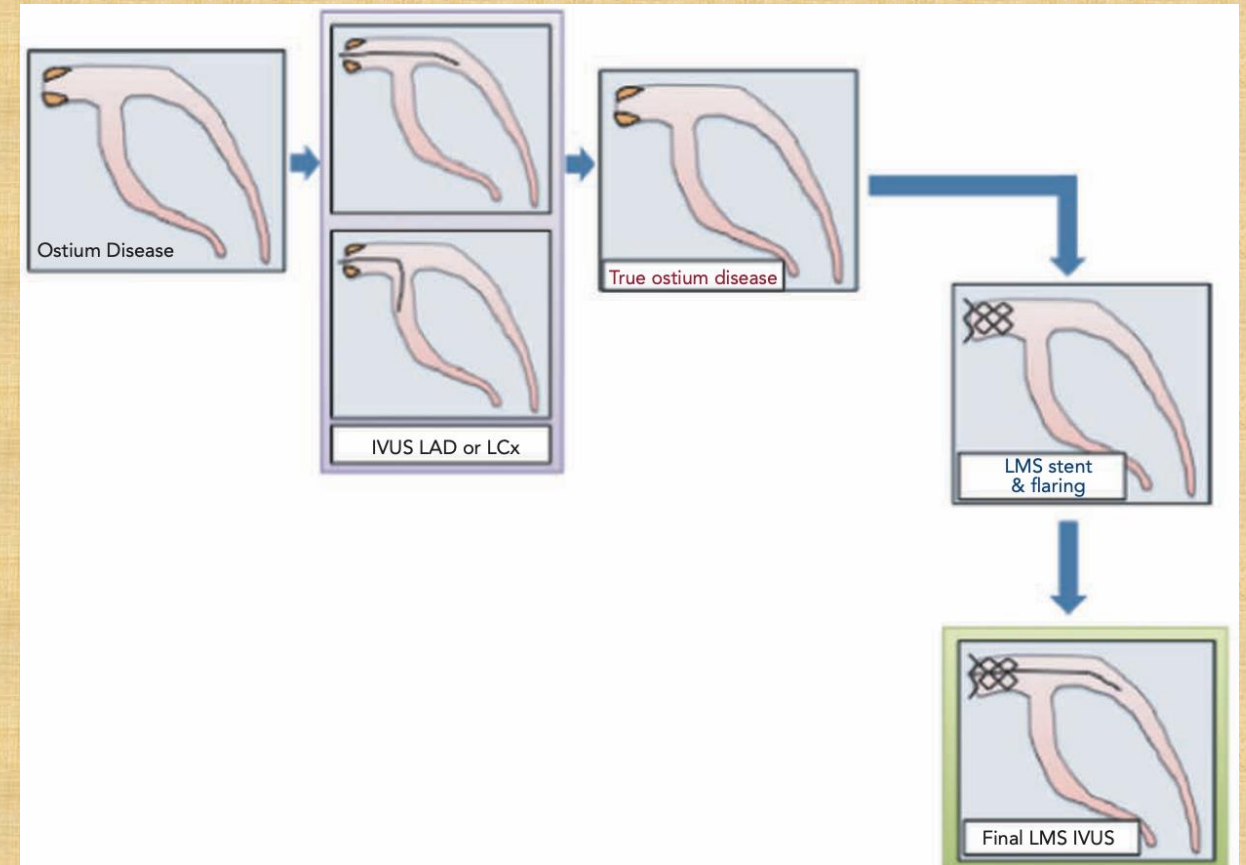 Ostium Disease
IVUS LAD or LCx
True ostium disease
LMS stent
& flaring
Final LMS IVUS